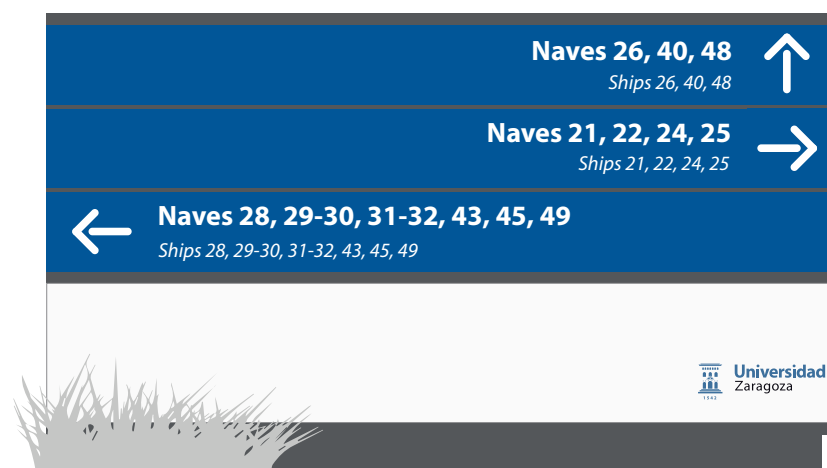 Naves 26, 40, 48
Ships 26, 40, 48
Naves 21, 22, 24, 25
Ships 21, 22, 24, 25
Naves 28, 29-30, 31-32, 43, 45, 49
Ships 28, 29-30, 31-32, 43, 45, 49
Universidad
Zaragoza
1542